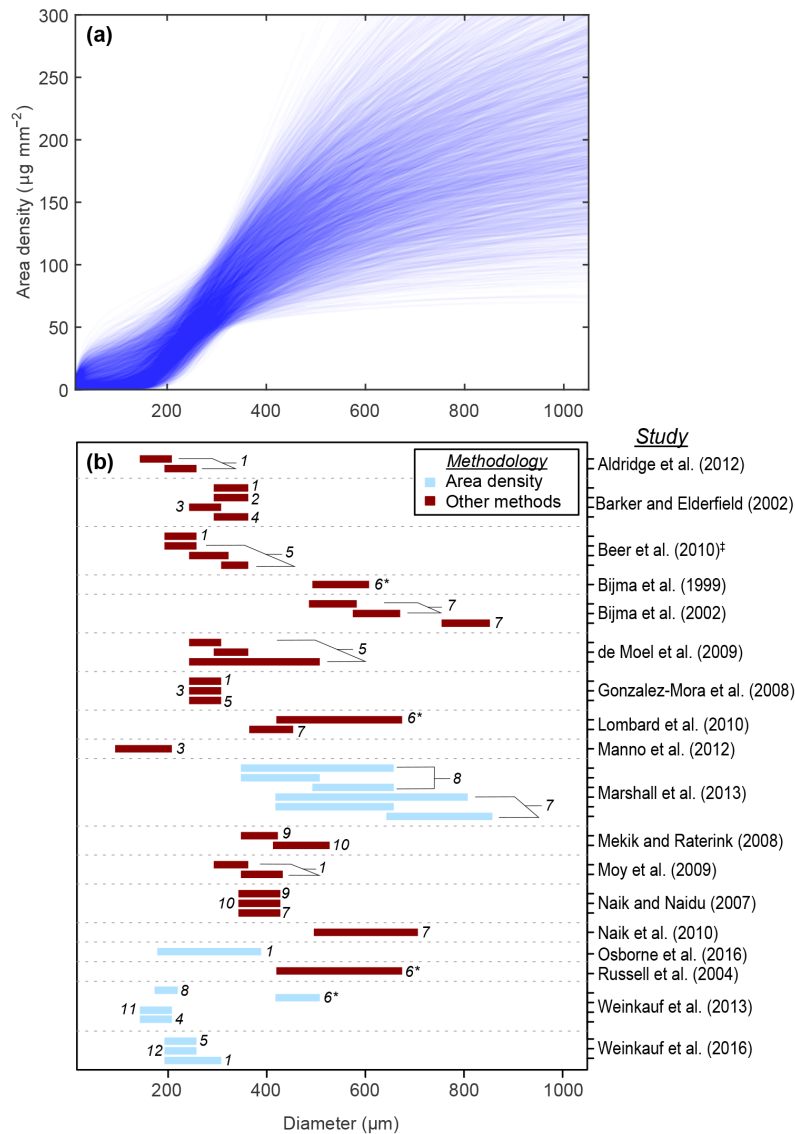 (a)
Area density (µg mm−2)
300
250
200
150
100
50
0
200 400 600 800 1000
Study
(b)
Methodology
Area density
Other methods
1
Aldridge et al. (2012)
1
2
3
4
Barker and Elderfield (2002)
1
5
Beer et al. (2010)‡
6*
Bijma et al. (1999)
7
7
Bijma et al. (2002)
5
de Moel et al. (2009)
1
3
5
Gonzalez-Mora et al. (2008)
6*
7
Lombard et al. (2010)
3
Manno et al. (2012)
8
7
Marshall et al. (2013)
9
10
Mekik and Raterink (2008)
1
Moy et al. (2009)
9
10
7
Naik and Naidu (2007)
7
Naik et al. (2010)
1
Osborne et al. (2016)
6*
Russell et al. (2004)
8
6*
11
4
Weinkauf et al. (2013)
5
12
1
Weinkauf et al. (2016)
200 400 600 800 1000
Diameter (µm)